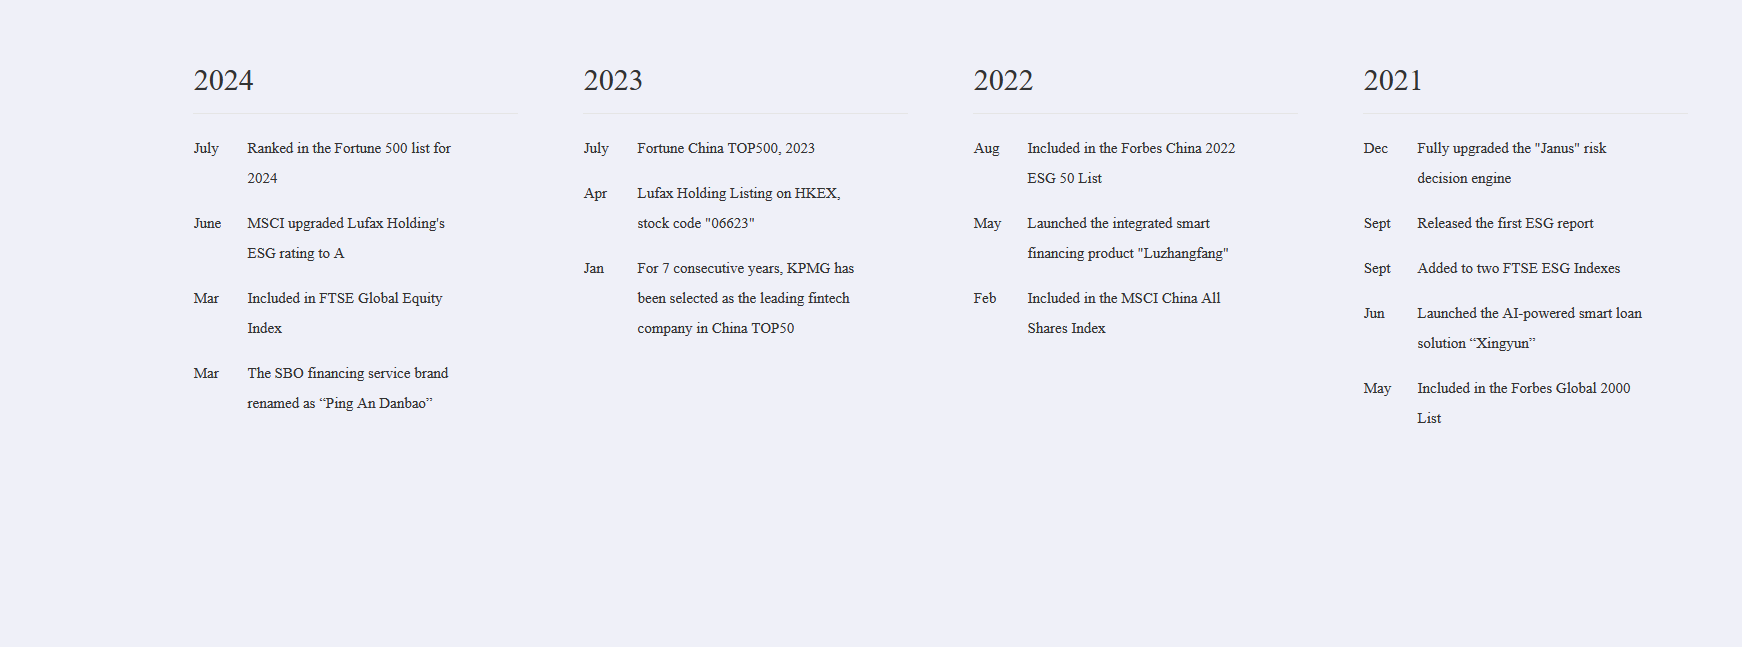 2024
July Ranked in the Fortune 500 list for
2024
June MSCI upgraded Lufax Holding's
ESG rating to A
Mar Included in FTSE Global Equity
Index
Mar The SBO financing service brand
renamed as “Ping An Danbao”
2023
July Fortune China TOP500, 2023
Apr Lufax Holding Listing on HKEX,
stock code "06623"
Jan For 7 consecutive years, KPMG has
been selected as the leading fintech
company in China TOP50
2022
Aug Included in the Forbes China 2022
ESG 50 List
May Launched the integrated smart
financing product "Luzhangfang"
Feb Included in the MSCI China All
Shares Index
2021
Dec Fully upgraded the "Janus" risk
decision engine
Sept Released the first ESG report
Sept Added to two FTSE ESG Indexes
Jun Launched the AI-powered smart loan
solution “Xingyun”
May Included in the Forbes Global 2000
List